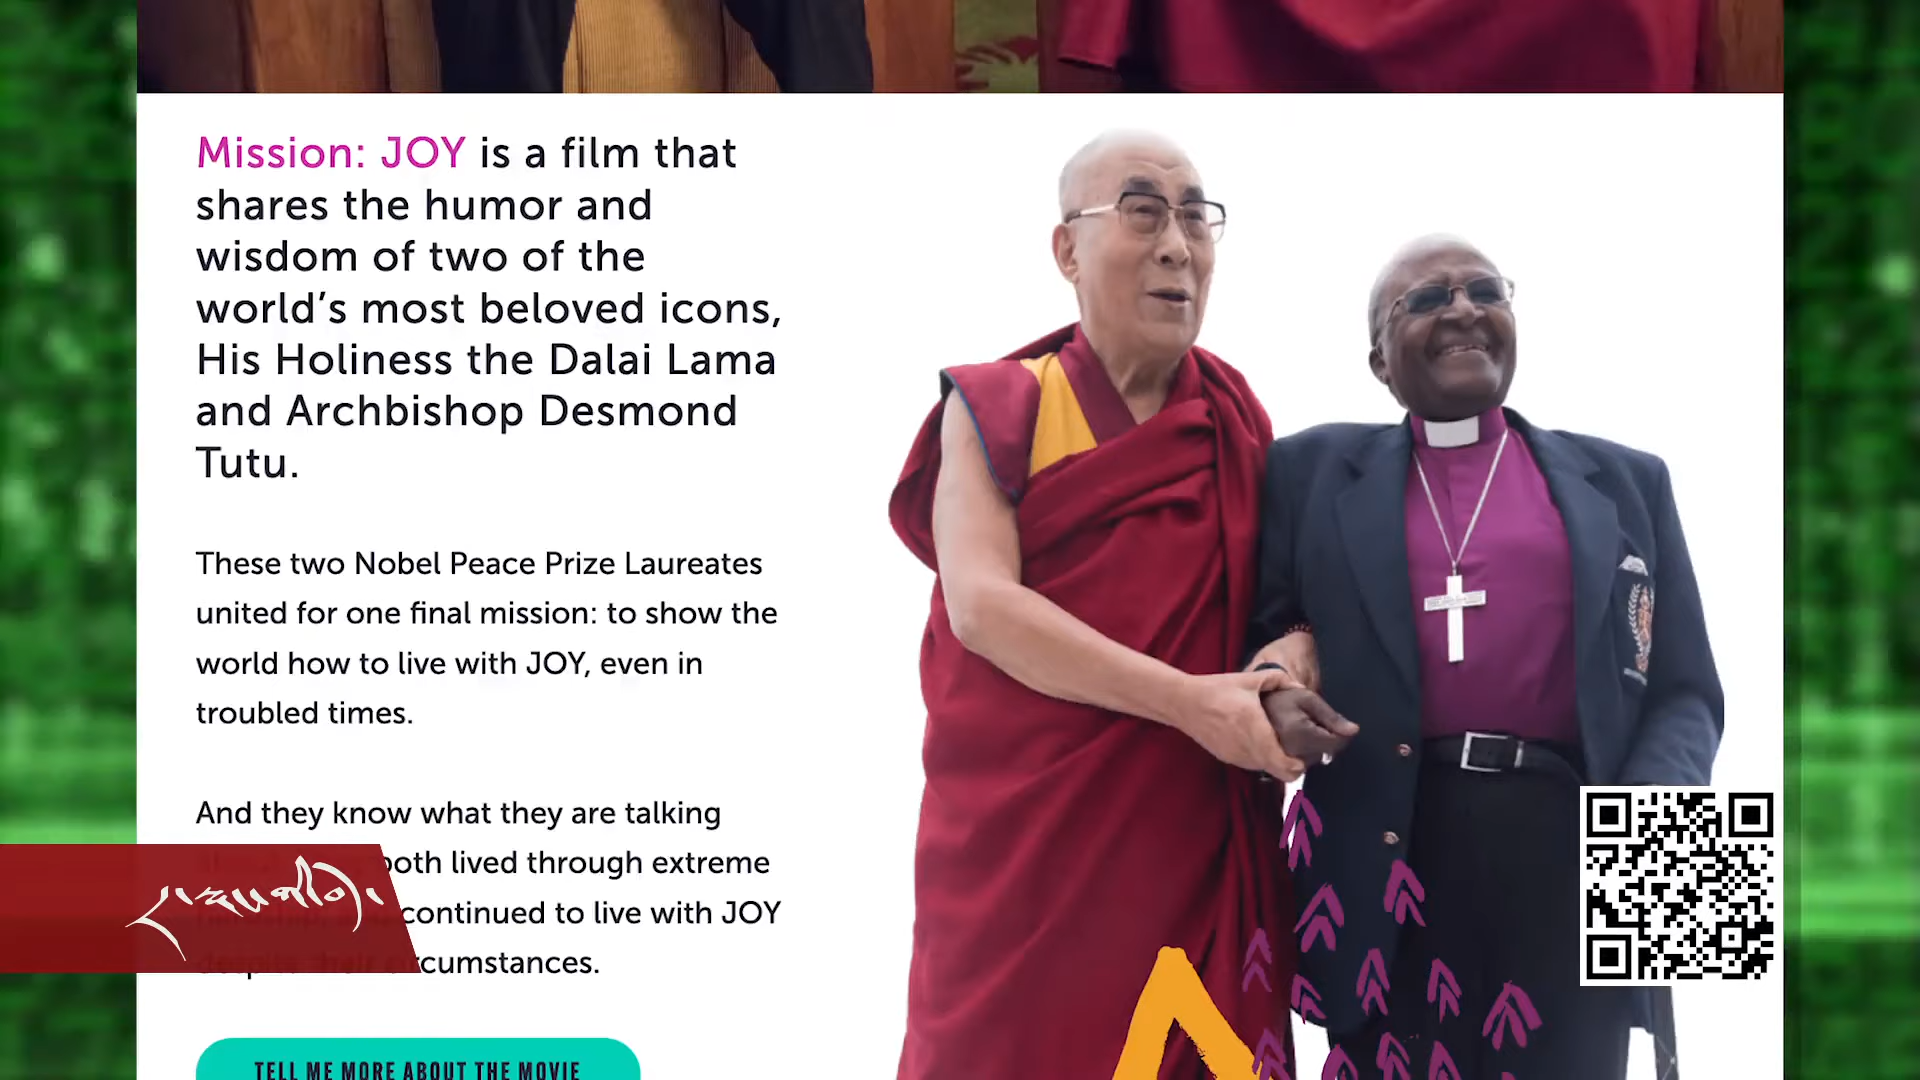 Mission: JOY is a film that
shares the humor and
wisdom of two of the
world’s most beloved icons,
His Holiness the Dalai Lama
and Archbishop Desmond
Tutu.
These two Nobel Peace Prize Laureates
united for one final mission: to show the
world how to live with JOY, even in
troubled times.
And they know what they are talking
both lived through extreme
continued to live with JOY
circumstances.
TELL ME MORE ABOUT THE MOVIE